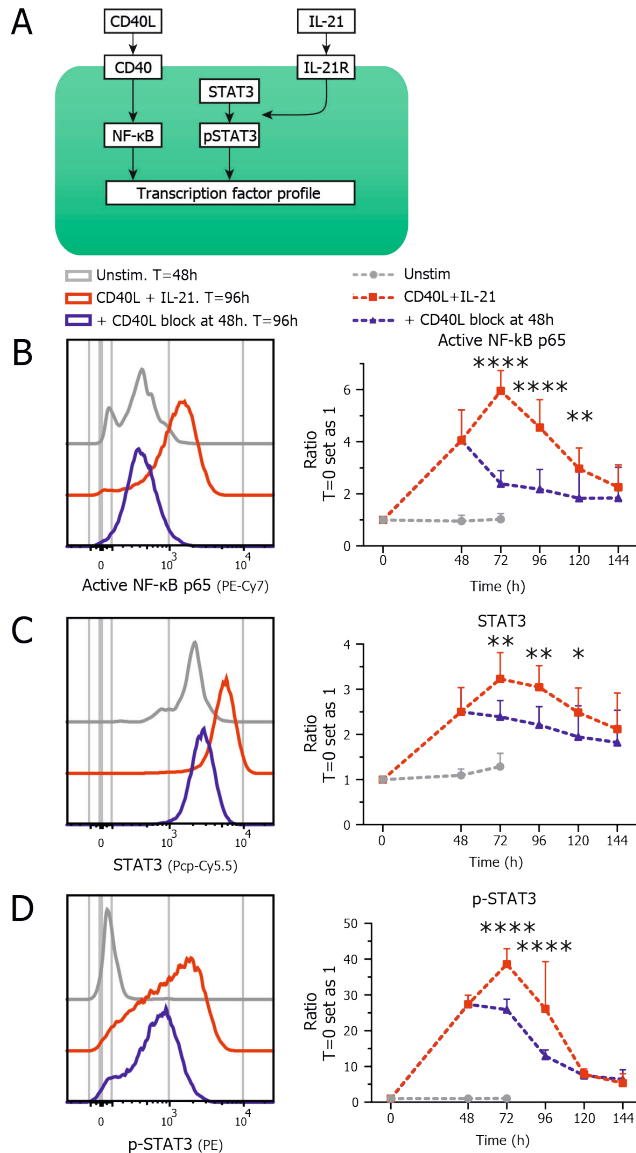 A
CD40L
IL-21
CD40
IL-21R
STAT3
NF-κB
pSTAT3
Transcription factor profile
Unstim. T=48h
CD40L + IL-21. T=96h
+ CD40L block at 48h. T=96h
Unstim
CD40L+IL-21
+ CD40L block at 48h
B
0
10³
10⁴
Active NF-κB p65 (PE-Cy7)
Active NF-kB p65
****
****
**
Ratio
T=0 set as 1
6
4
2
1
0
0 48 72 96 120 144
Time (h)
C
0
10³
10⁴
STAT3 (Pcp-Cy5.5)
STAT3
**
**
*
Ratio
T=0 set as 1
4
3
2
1
0
0 48 72 96 120 144
Time (h)
D
0
10³
10⁴
p-STAT3 (PE)
p-STAT3
****
****
Ratio
T=0 set as 1
50
40
30
20
10
0
0 48 72 96 120 144
Time (h)